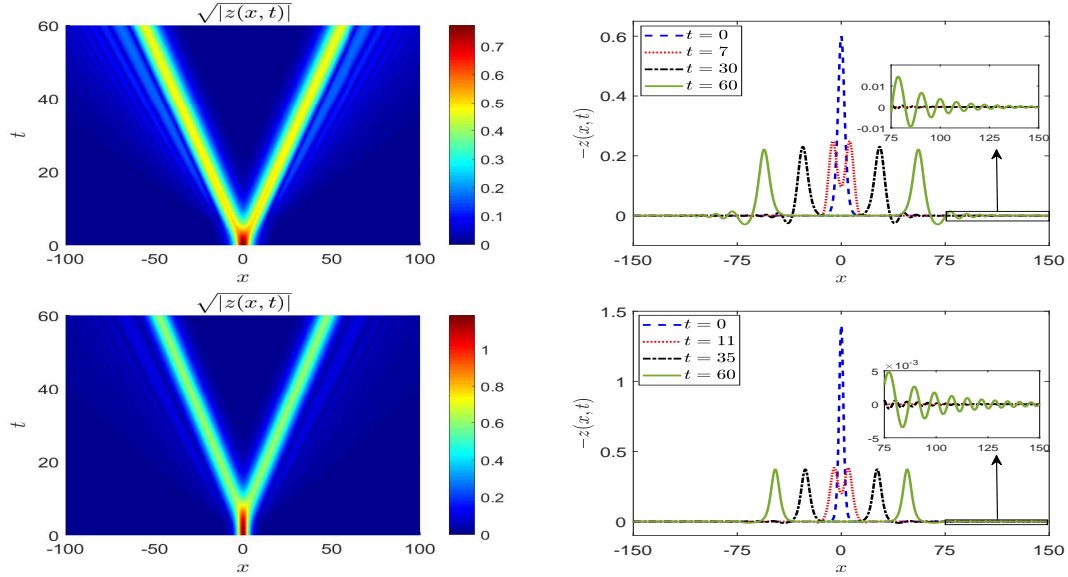 √|z(x, t)|
60
40
20
0
-100 -50 0 50 100
t
x
0.7
0.6
0.5
0.4
0.3
0.2
0.1
0
t = 0
t = 7
t = 30
t = 60
0.6
0.4
0.2
0
-150 -75 0 75 150
−z(x, t)
x
0.01
0
-0.01
75 100 125 150
√|z(x, t)|
60
40
20
0
-100 -50 0 50 100
t
x
1
0.8
0.6
0.4
0.2
0
t = 0
t = 11
t = 35
t = 60
1.5
1
0.5
0
-150 -75 0 75 150
−z(x, t)
x
×10⁻³
5
0
-5
75 100 125 150